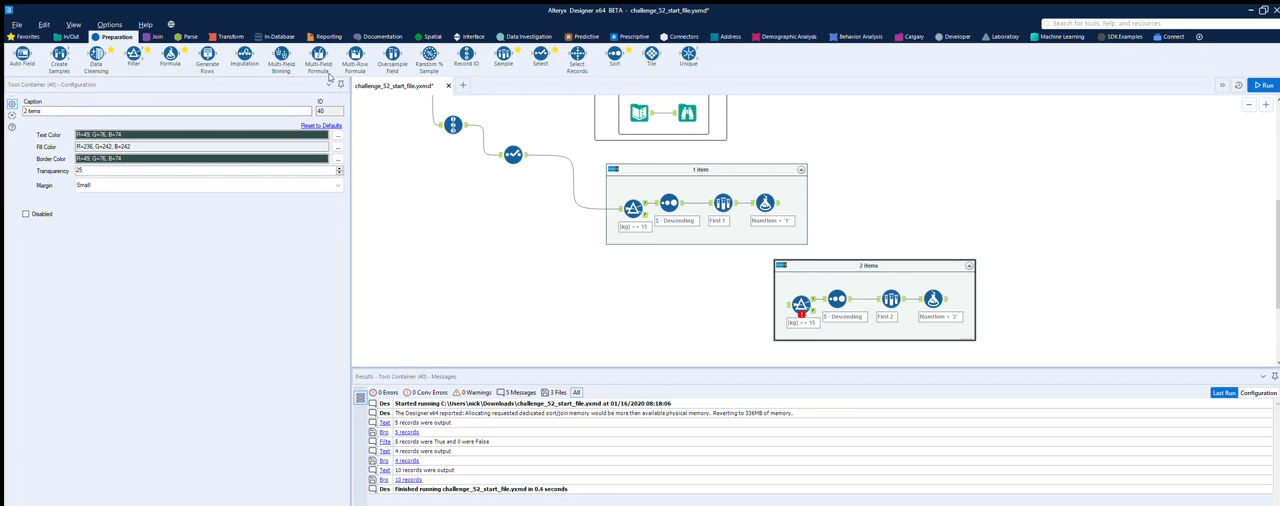 Alteryx Designer x64 BETA - challenge_52_start_file.yxmd*
File Edit View Options Help
Search for tools, help, and resources
Favorites In/Out Preparation Join Parse Transform In-Database Reporting Documentation Spatial Interface Data Investigation Predictive Prescriptive Connectors Address Demographic Analysis Behavior Analysis Calgary Developer Laboratory Machine Learning SDK Examples Connect
Auto Field Create Samples Data Cleansing Filter Formula Generate Rows Imputation Multi-Field Binning Multi-Field Formula Multi-Row Formula Oversample Field Random % Sample Record ID Sample Select Select Records Sort Tile Unique
Tool Container (40) - Configuration
challenge_52_start_file.yxmd*
Run
Caption ID
2 items 40
Reset to Defaults
Text Color R=49, G=76, B=74 ...
Fill Color R=236, G=242, B=242 ...
Border Color R=49, G=76, B=74 ...
Transparency 25
Margin Small
Disabled
1 item
[kg] <= 15
5 - Descending
First 1
NumItem = '1'
2 items
[kg] <= 15
5 - Descending
First 2
NumItem = '2'
Results - Tool Container (40) - Messages
0 Errors 0 Conv Errors 0 Warnings 5 Messages 3 Files All
Last Run Configuration
Des Started running C:\Users\nick\Downloads\challenge_52_start_file.yxmd at 01/16/2020 08:18:06
Des The Designer x64 reported: Allocating requested dedicated sort/join memory would be more than available physical memory. Reverting to 336MB of memory.
Text 5 records were output
Bro 5 records
Filte 5 records were True and 0 were False
Text 4 records were output
Bro 4 records
Text 10 records were output
Bro 10 records
Des Finished running challenge_52_start_file.yxmd in 0.4 seconds